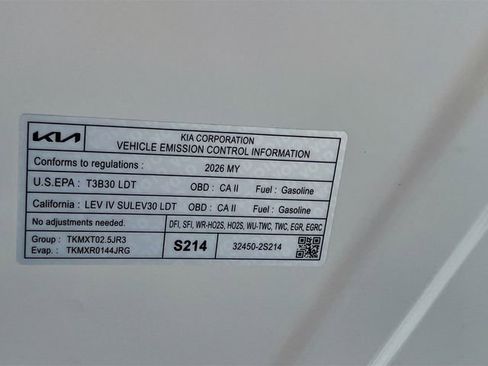 KIA
KIA CORPORATION
VEHICLE EMISSION CONTROL INFORMATION
Conforms to regulations : 2026 MY
U.S.EPA : T3B30 LDT OBD : CA II Fuel : Gasoline
California : LEV IV SULEV30 LDT OBD : CA II Fuel : Gasoline
No adjustments needed. DFI, SFI, WR-HO2S, HO2S, WU-TWC, TWC, EGR, EGRC
Group : TKMXT02.5JR3
Evap. : TKMXR0144JRG
S214
32450-2S214